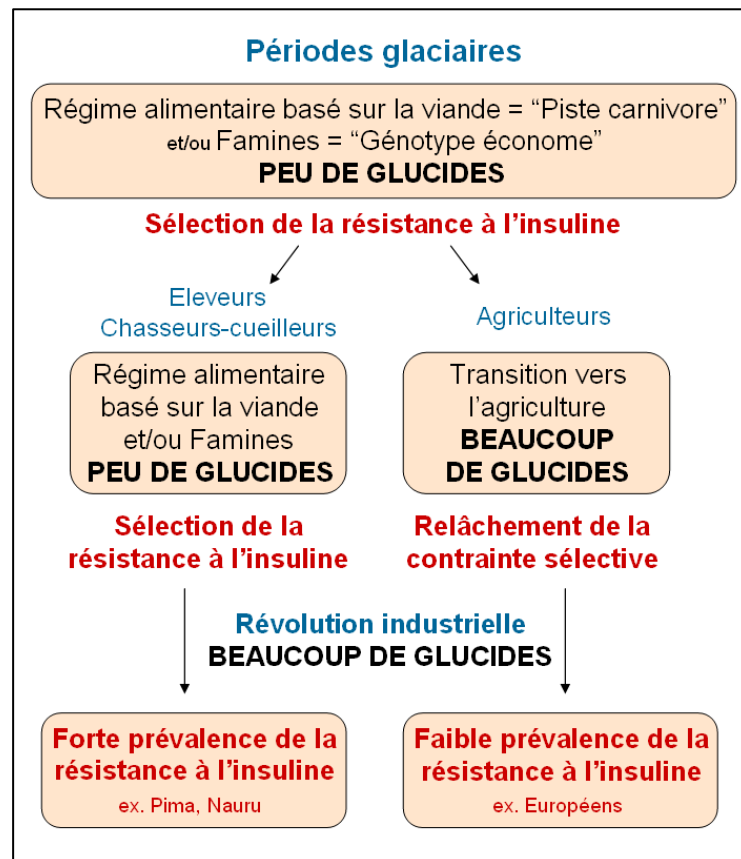 Périodes glaciaires
Régime alimentaire basé sur la viande = “Piste carnivore”
et/ou Famines = “Génotype économe”
PEU DE GLUCIDES
Sélection de la résistance à l’insuline
Eleveurs
Chasseurs-cueilleurs
Régime alimentaire
basé sur la viande
et/ou Famines
PEU DE GLUCIDES
Sélection de la
résistance à l’insuline
Agriculteurs
Transition vers
l’agriculture
BEAUCOUP
DE GLUCIDES
Relâchement de la
contrainte sélective
Révolution industrielle
BEAUCOUP DE GLUCIDES
Forte prévalence de la
résistance à l’insuline
ex. Pima, Nauru
Faible prévalence de la
résistance à l’insuline
ex. Européens